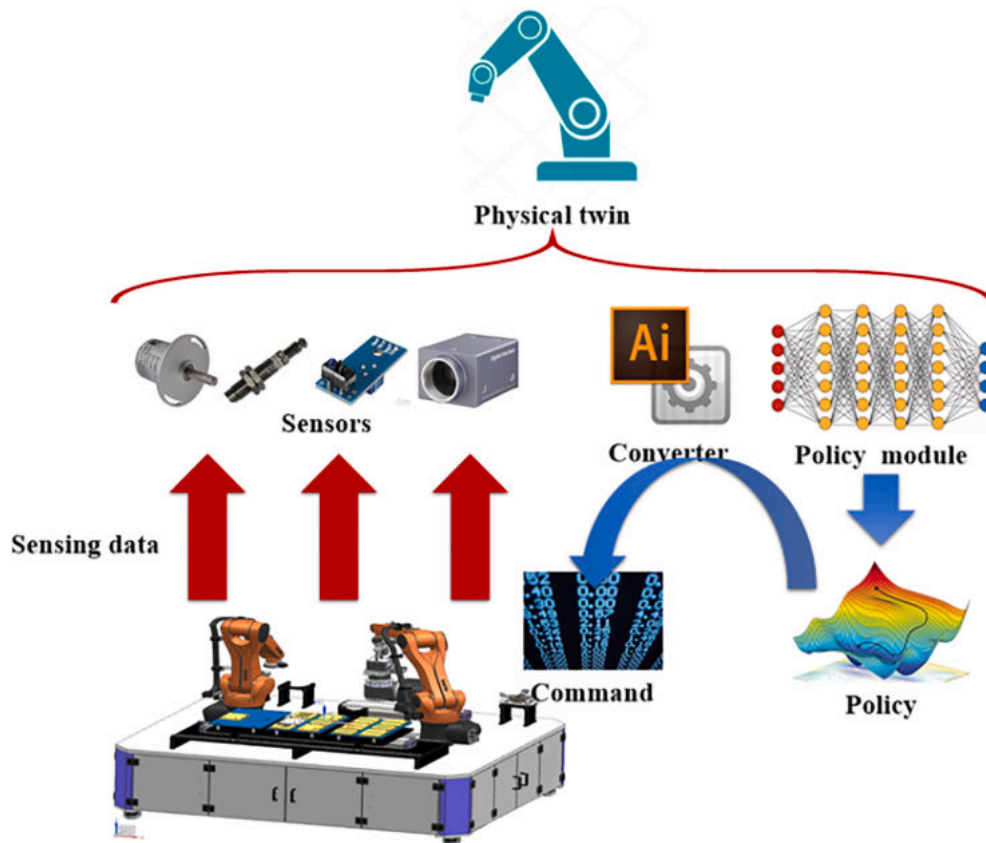 Physical twin
Ai
Sensors
Converter
Policy module
Sensing data
Command
Policy